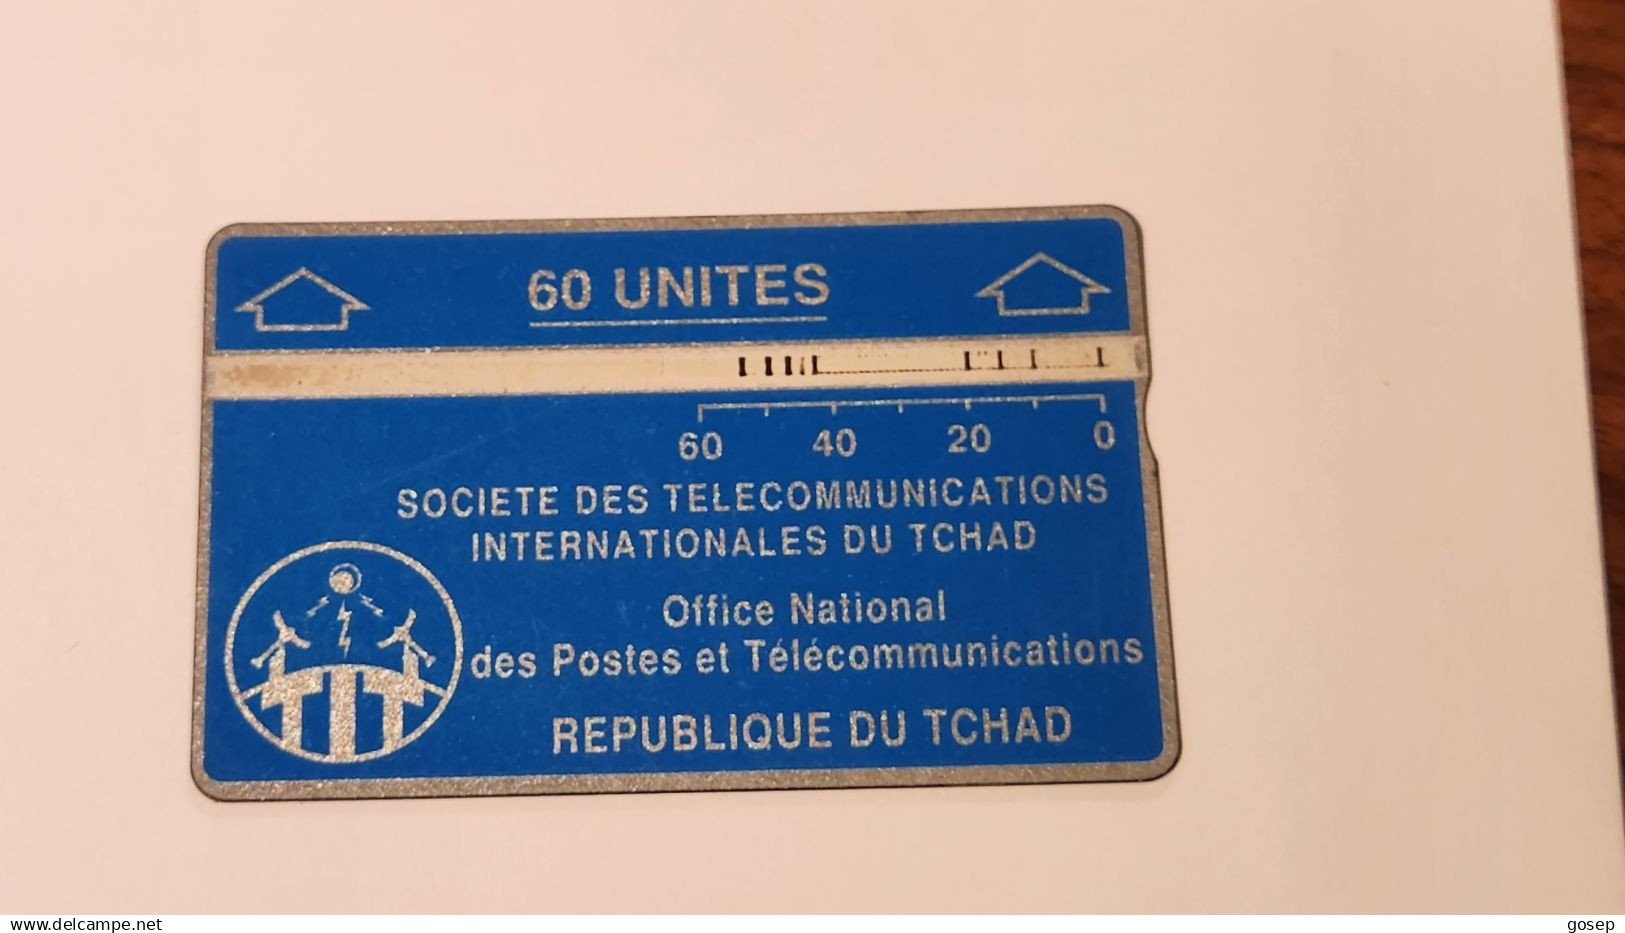 60 UNITES
60 40 20 0
SOCIETE DES TELECOMMUNICATIONS
INTERNATIONALES DU TCHAD
Office National
des Postes et Télécommunications
REPUBLIQUE DU TCHAD
TIT
www.delcampe.net
gosep